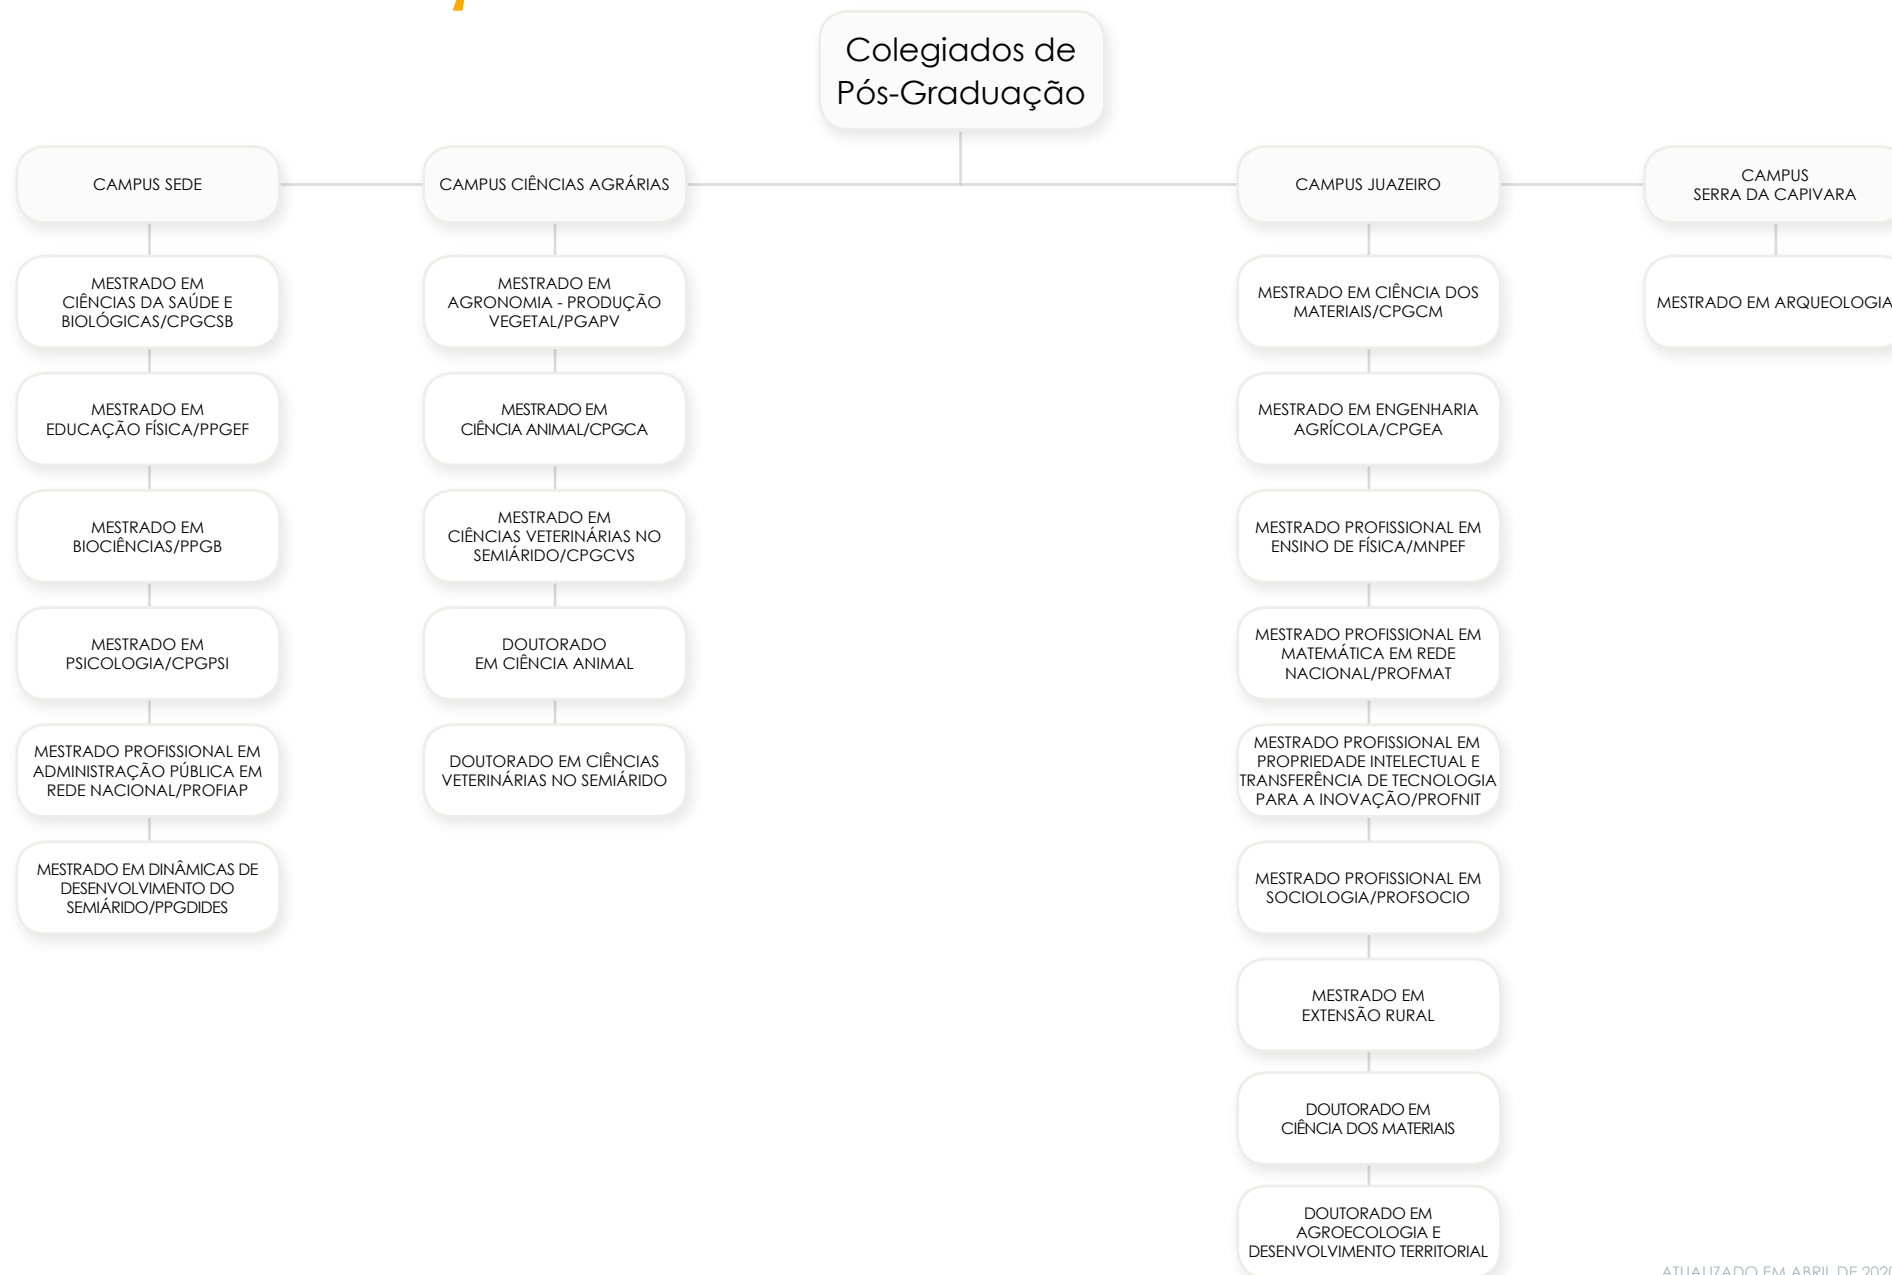 Colegiados de
Pós-Graduação
CAMPUS SEDE
MESTRADO EM
CIÊNCIAS DA SAÚDE E
BIOLÓGICAS/CPGCSB
MESTRADO EM
EDUCAÇÃO FÍSICA/PPGEF
MESTRADO EM
BIOCIÊNCIAS/PPGB
MESTRADO EM
PSICOLOGIA/CPGPSI
MESTRADO PROFISSIONAL EM
ADMINISTRAÇÃO PÚBLICA EM
REDE NACIONAL/PROFIAP
MESTRADO EM DINÂMICAS DE
DESENVOLVIMENTO DO
SEMIÁRIDO/PPGDIDES
CAMPUS CIÊNCIAS AGRÁRIAS
MESTRADO EM
AGRONOMIA - PRODUÇÃO
VEGETAL/PGAPV
MESTRADO EM
CIÊNCIA ANIMAL/CPGCA
MESTRADO EM
CIÊNCIAS VETERINÁRIAS NO
SEMIÁRIDO/CPGCVS
DOUTORADO
EM CIÊNCIA ANIMAL
DOUTORADO EM CIÊNCIAS
VETERINÁRIAS NO SEMIÁRIDO
CAMPUS JUAZEIRO
MESTRADO EM CIÊNCIA DOS
MATERIAIS/CPGCM
MESTRADO EM ENGENHARIA
AGRÍCOLA/CPGEA
MESTRADO PROFISSIONAL EM
ENSINO DE FÍSICA/MNPEF
MESTRADO PROFISSIONAL EM
MATEMÁTICA EM REDE
NACIONAL/PROFMAT
MESTRADO PROFISSIONAL EM
PROPRIEDADE INTELECTUAL E
TRANSFERÊNCIA DE TECNOLOGIA
PARA A INOVAÇÃO/PROFNIT
MESTRADO PROFISSIONAL EM
SOCIOLOGIA/PROFSOCIO
MESTRADO EM
EXTENSÃO RURAL
DOUTORADO EM
CIÊNCIA DOS MATERIAIS
DOUTORADO EM
AGROECOLOGIA E
DESENVOLVIMENTO TERRITORIAL
CAMPUS
SERRA DA CAPIVARA
MESTRADO EM ARQUEOLOGIA
ATUALIZADO EM ABRIL DE 2020